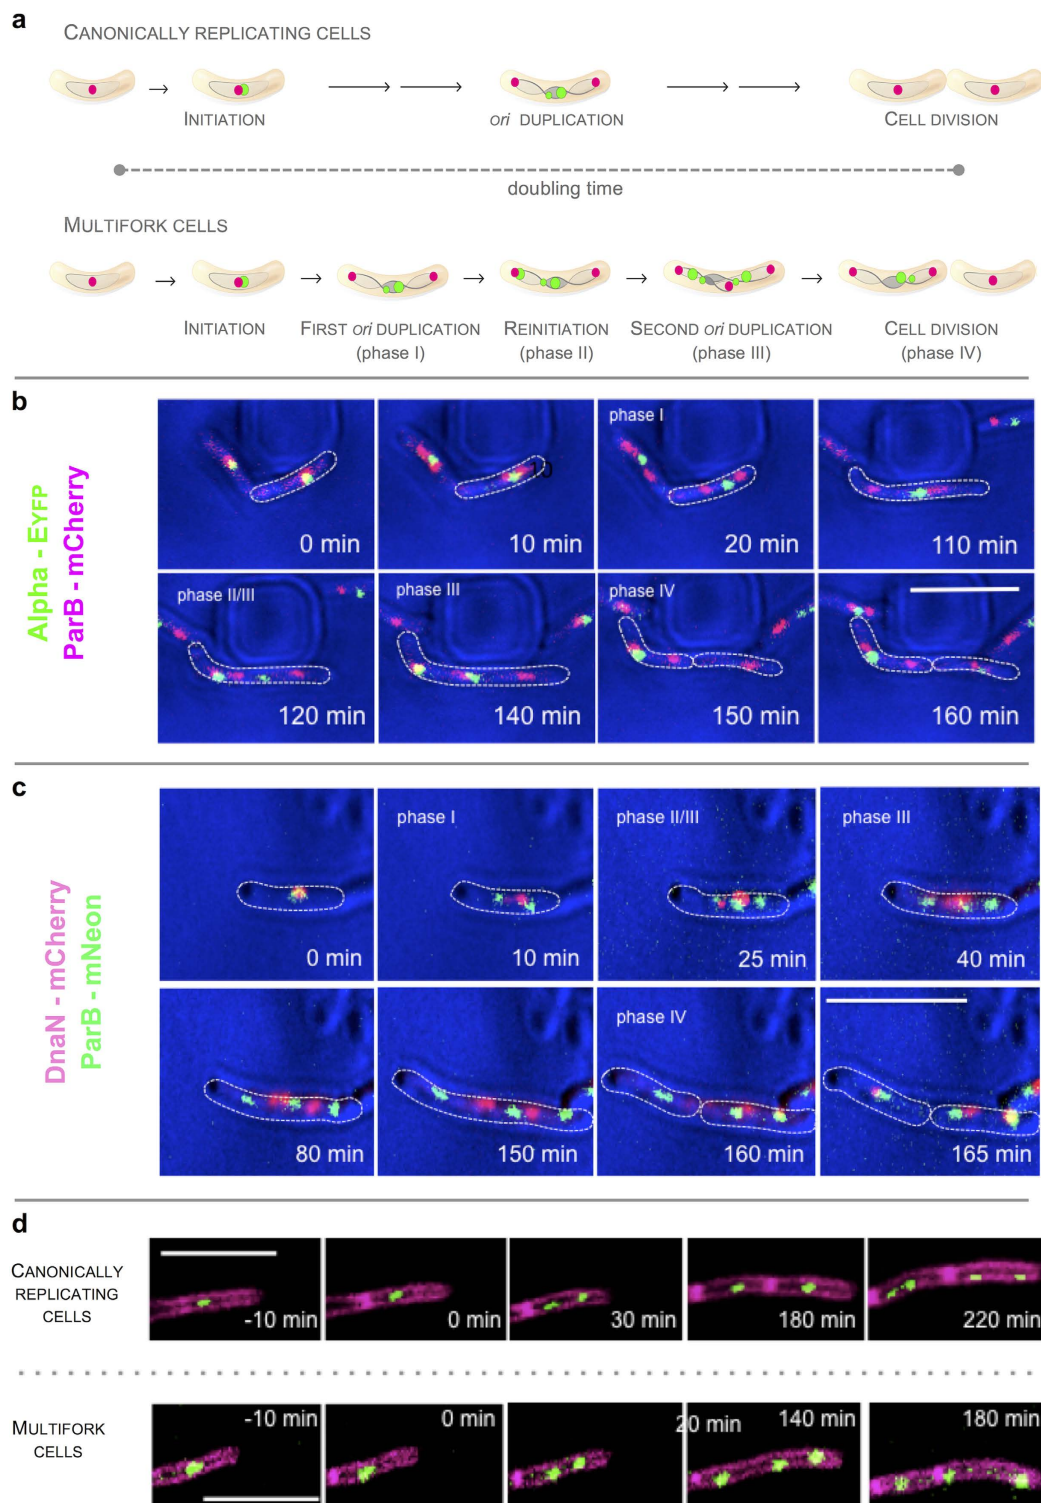 a
CANONICALLY REPLICATING CELLS
INITIATION
ori DUPLICATION
CELL DIVISION
doubling time
MULTIFORK CELLS
INITIATION
FIRST ori DUPLICATION
(phase I)
REINITIATION
(phase II)
SECOND ori DUPLICATION
(phase III)
CELL DIVISION
(phase IV)
b
Alpha - EYFP
ParB - mCherry
0 min
10
10 min
phase I
20 min
110 min
phase II/III
120 min
phase III
140 min
phase IV
150 min
160 min
c
DnaN - mCherry
ParB - mNeon
0 min
phase I
10 min
phase II/III
25 min
phase III
40 min
80 min
150 min
phase IV
160 min
165 min
d
CANONICALLY
REPLICATING
CELLS
-10 min
0 min
30 min
180 min
220 min
MULTIFORK
CELLS
-10 min
0 min
20 min
140 min
180 min